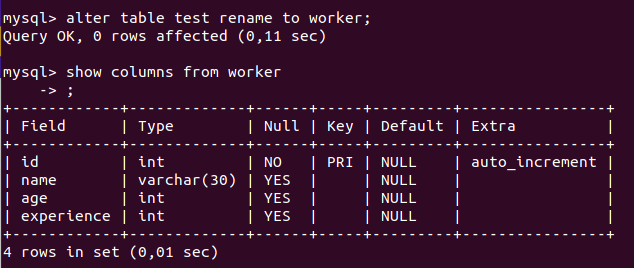 mysql> alter table test rename to worker;
Query OK, 0 rows affected (0,11 sec)
mysql> show columns from worker
    -> ;
+------------+-------------+------+-----+---------+----------------+
| Field      | Type        | Null | Key | Default | Extra          |
+------------+-------------+------+-----+---------+----------------+
| id         | int         | NO   | PRI | NULL    | auto_increment |
| name       | varchar(30) | YES  |     | NULL    |                |
| age        | int         | YES  |     | NULL    |                |
| experience | int         | YES  |     | NULL    |                |
+------------+-------------+------+-----+---------+----------------+
4 rows in set (0,01 sec)